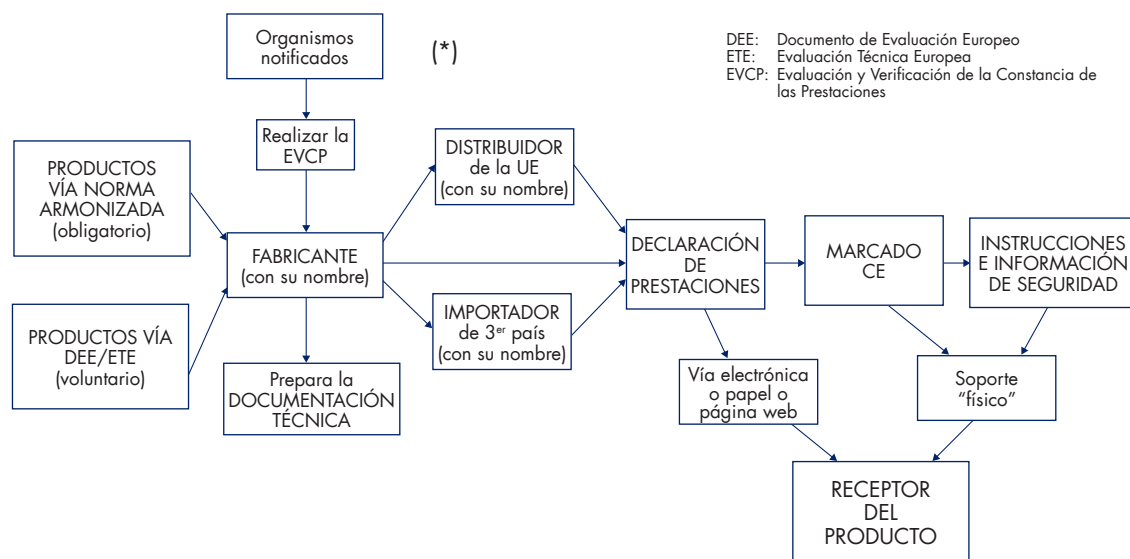 Organismos
notificados
(*)
DEE: Documento de Evaluación Europeo
ETE: Evaluación Técnica Europea
EVCP: Evaluación y Verificación de la Constancia de
las Prestaciones
Realizar la
EVCP
PRODUCTOS
VÍA NORMA
ARMONIZADA
(obligatorio)
DISTRIBUIDOR
de la UE
(con su nombre)
FABRICANTE
(con su nombre)
DECLARACIÓN
DE
PRESTACIONES
MARCADO
CE
INSTRUCCIONES
E INFORMACIÓN
DE SEGURIDAD
PRODUCTOS VÍA
DEE/ETE
(voluntario)
IMPORTADOR
de 3er país
(con su nombre)
Prepara la
DOCUMENTACIÓN
TÉCNICA
Vía electrónica
o papel o
página web
Soporte
“físico”
RECEPTOR
DEL
PRODUCTO